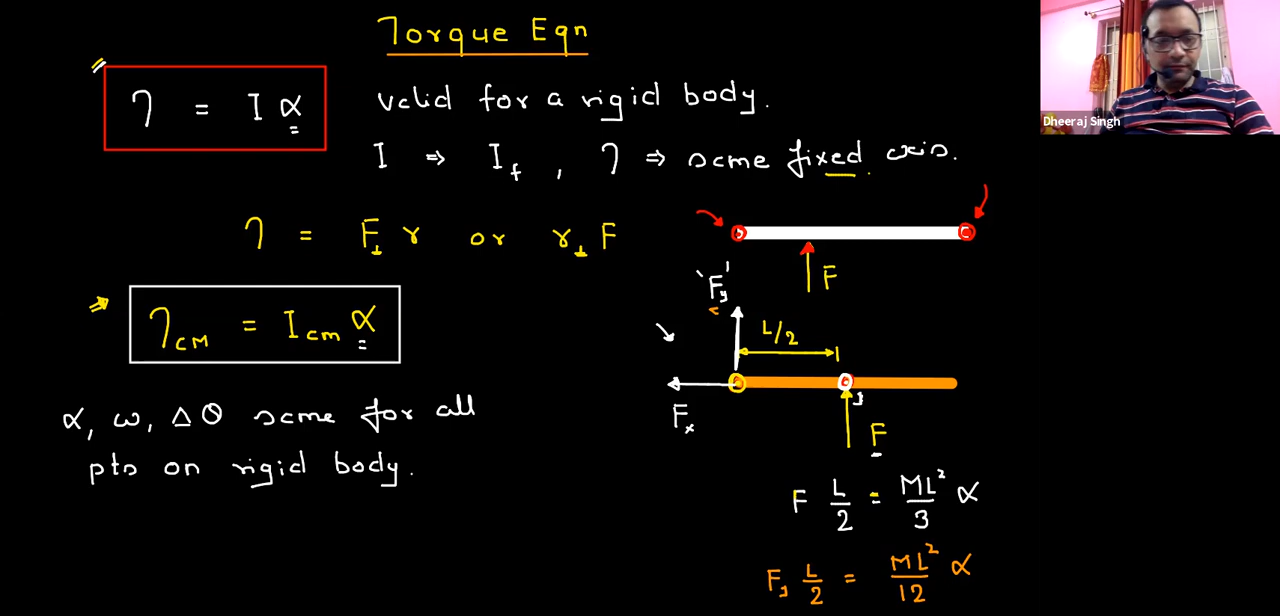 Torque Eqn
τ = I α valid for a rigid body.
I ⇒ I_f , τ ⇒ same fixed axis.
τ = F⊥ r or r⊥ F
τ_CM = I_cm α
α, ω, Δθ same for all
pts on rigid body.
F
'F_y'
L/2
F_x
F
F L/2 = ML²/3 α
F_y L/2 = ML²/12 α
Dheeraj Singh